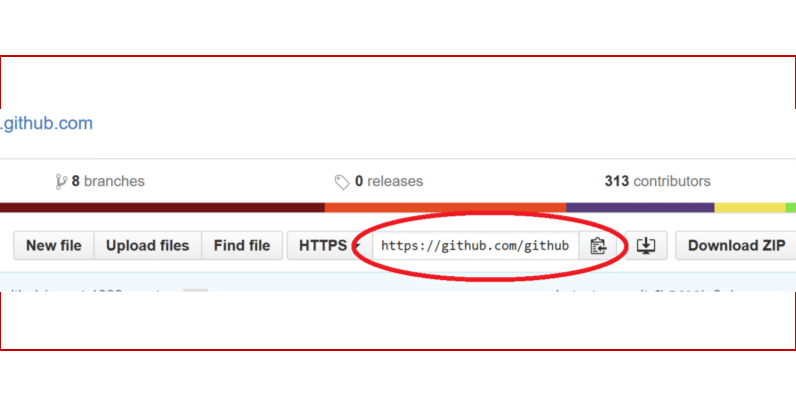 .github.com
8 branches
0 releases
313 contributors
New file
Upload files
Find file
HTTPS
https://github.com/github
Download ZIP